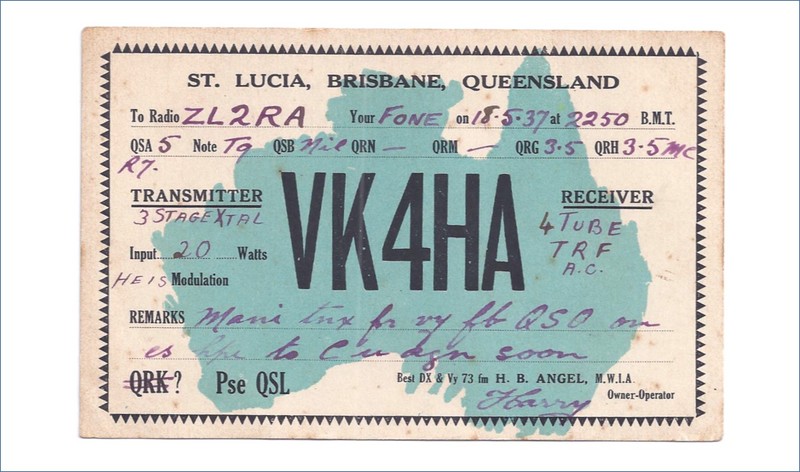 ST. LUCIA, BRISBANE, QUEENSLAND
To Radio ZL2RA Your FONE on 18.5.37 at 2250 B.M.T.
QSA 5 Note T9 QSB Nil QRN — QRM — QRG 3.5 QRH 3.5 MC
R7.
TRANSMITTER VK4HA RECEIVER
3 STAGE XTAL 4 TUBE
Input 20 Watts TRF
HEIS Modulation A.C.
REMARKS Mani tnx fr vy fb QSO om
es hpe to C u agn soon
QRK? Pse QSL Best DX & Vy 73 fm H. B. ANGEL, M.W.I.A.
Harry Owner-Operator